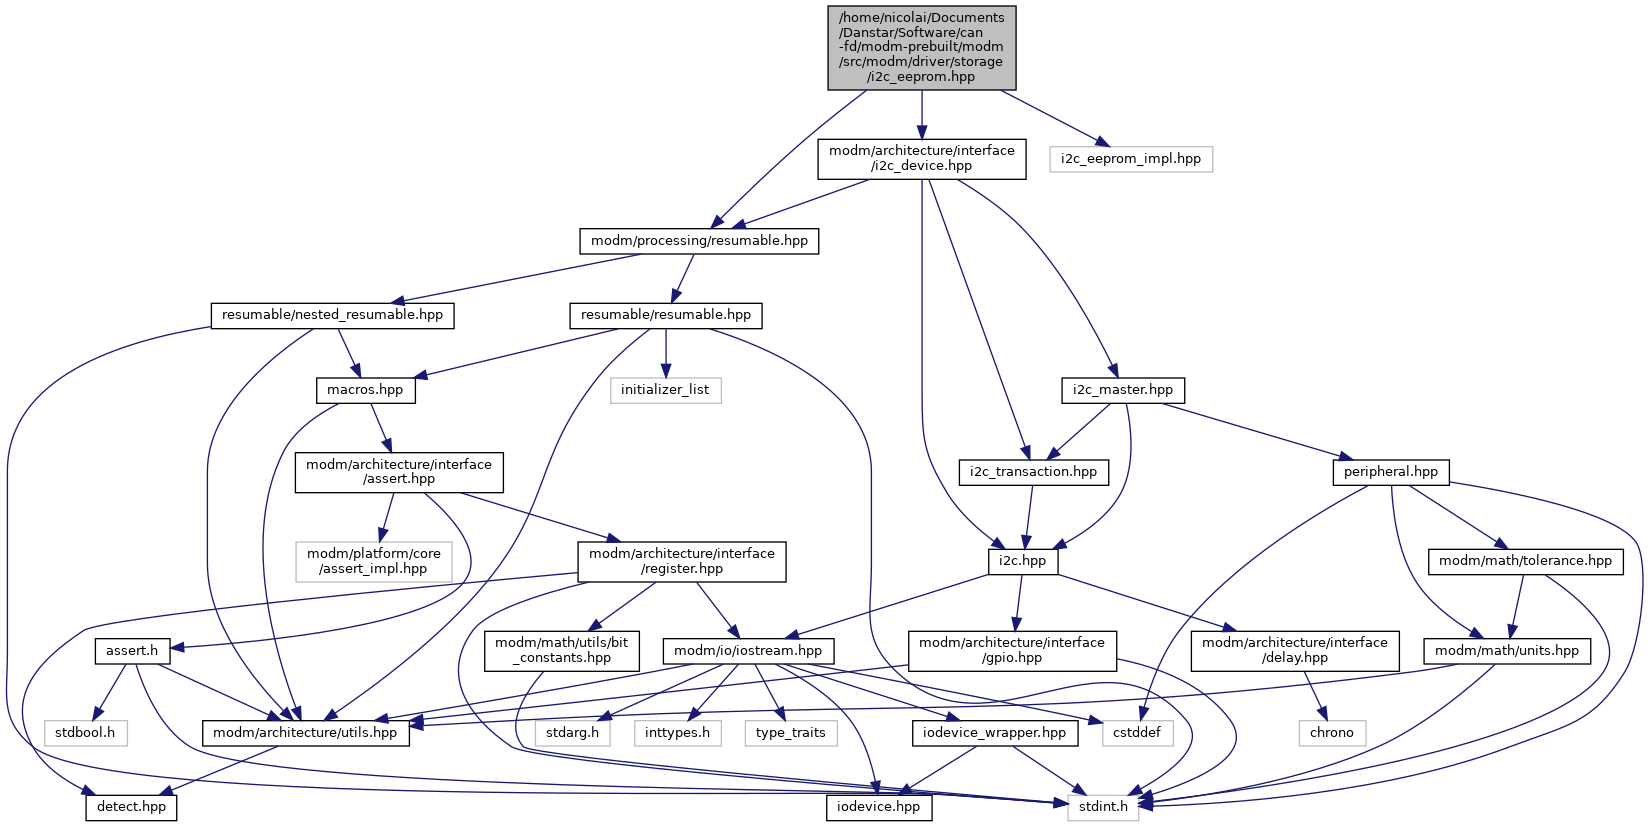 /home/nicolai/Documents
/Danstar/Software/can
-fd/modm-prebuilt/modm
/src/modm/driver/storage
/i2c_eeprom.hpp
modm/architecture/interface
/i2c_device.hpp
i2c_eeprom_impl.hpp
modm/processing/resumable.hpp
resumable/nested_resumable.hpp
resumable/resumable.hpp
macros.hpp
initializer_list
i2c_master.hpp
modm/architecture/interface
/assert.hpp
i2c_transaction.hpp
peripheral.hpp
modm/platform/core
/assert_impl.hpp
modm/architecture/interface
/register.hpp
i2c.hpp
modm/math/tolerance.hpp
assert.h
modm/math/utils/bit
_constants.hpp
modm/io/iostream.hpp
modm/architecture/interface
/gpio.hpp
modm/architecture/interface
/delay.hpp
modm/math/units.hpp
stdbool.h
modm/architecture/utils.hpp
stdarg.h
inttypes.h
type_traits
iodevice_wrapper.hpp
cstddef
chrono
detect.hpp
iodevice.hpp
stdint.h